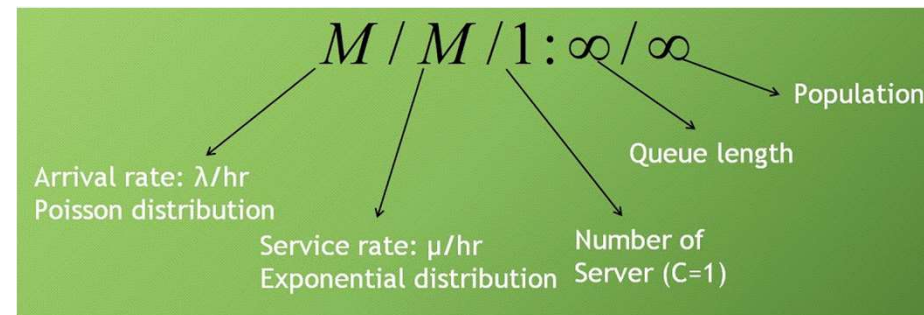 M / M / 1 : ∞ / ∞
Population
Queue length
Arrival rate: λ/hr
Poisson distribution
Service rate: µ/hr
Exponential distribution
Number of
Server (C=1)